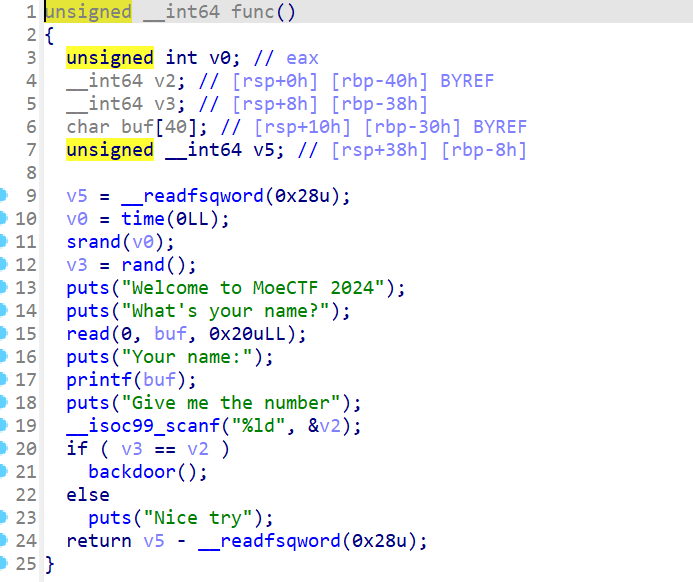 1 unsigned __int64 func()
2 {
3 unsigned int v0; // eax
4 __int64 v2; // [rsp+0h] [rbp-40h] BYREF
5 __int64 v3; // [rsp+8h] [rbp-38h]
6 char buf[40]; // [rsp+10h] [rbp-30h] BYREF
7 unsigned __int64 v5; // [rsp+38h] [rbp-8h]
8
9 v5 = __readfsqword(0x28u);
10 v0 = time(0LL);
11 srand(v0);
12 v3 = rand();
13 puts("Welcome to MoeCTF 2024");
14 puts("What's your name?");
15 read(0, buf, 0x20uLL);
16 puts("Your name:");
17 printf(buf);
18 puts("Give me the number");
19 __isoc99_scanf("%ld", &v2);
20 if ( v3 == v2 )
21 backdoor();
22 else
23 puts("Nice try");
24 return v5 - __readfsqword(0x28u);
25 }